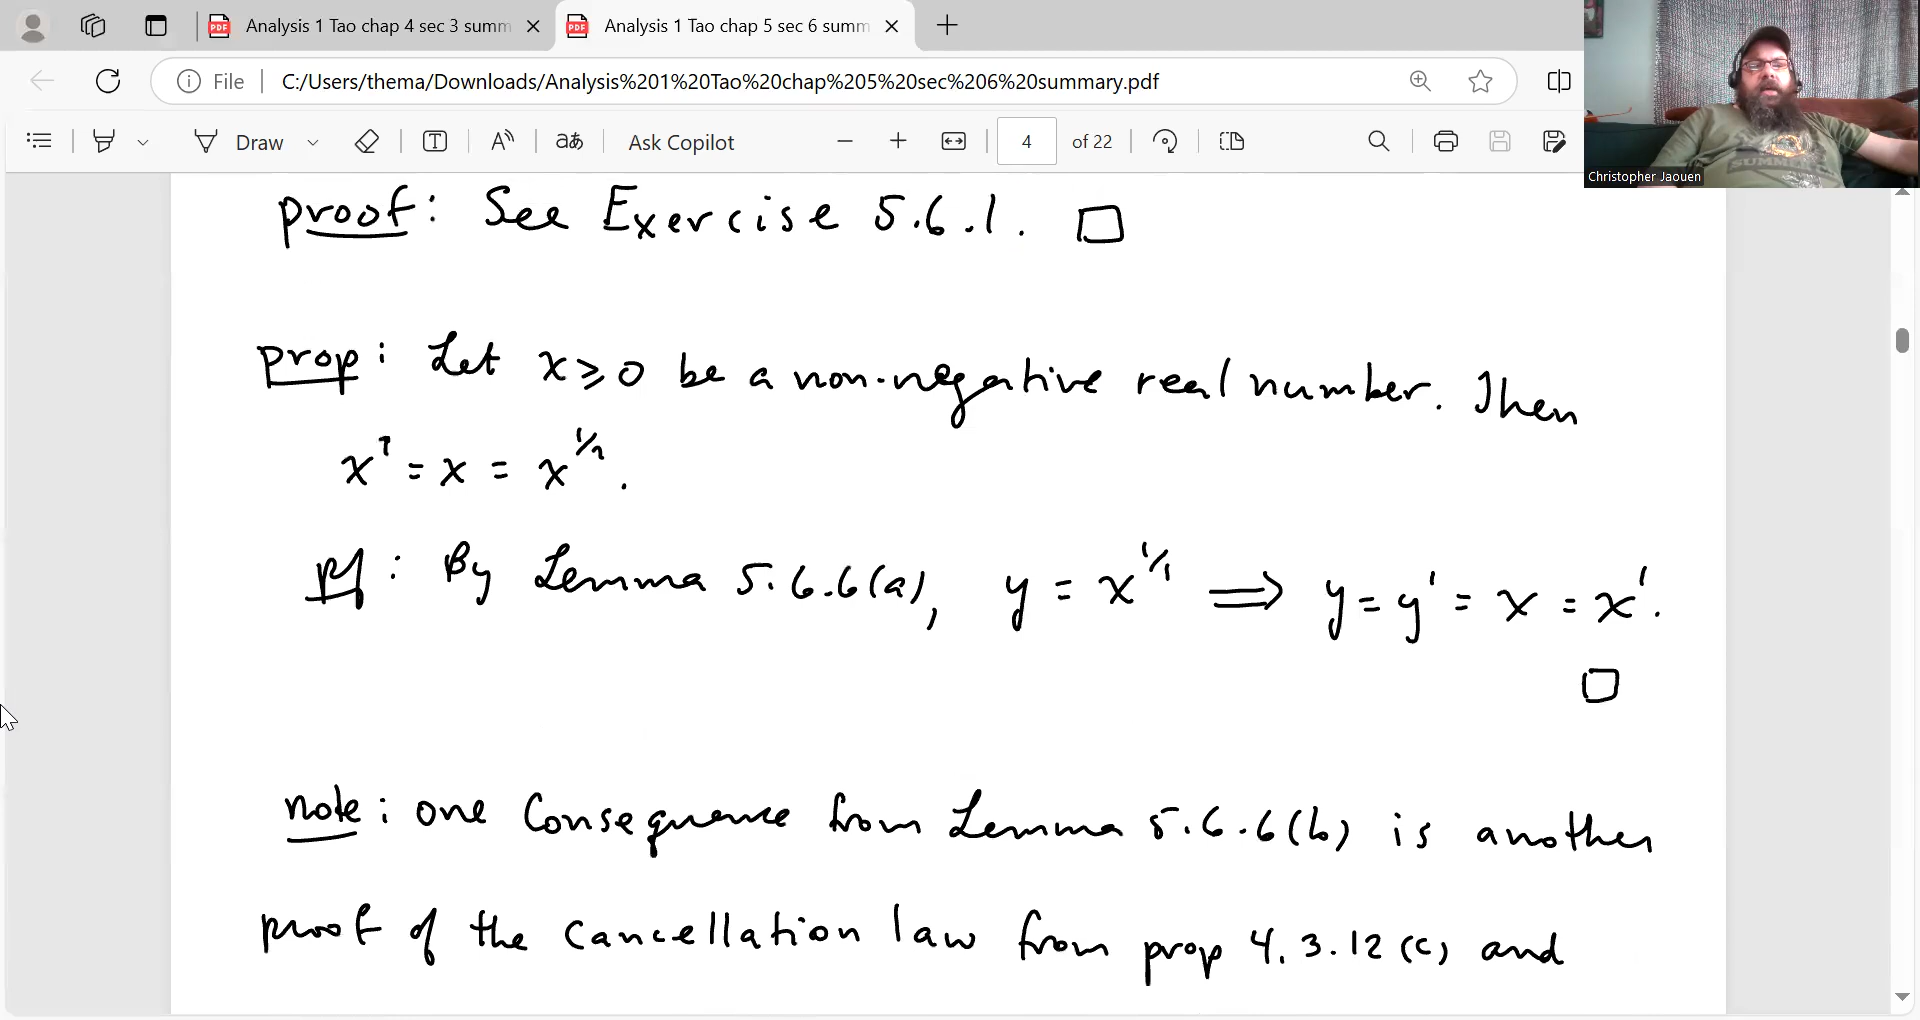 Analysis 1 Tao chap 4 sec 3 summ
Analysis 1 Tao chap 5 sec 6 summ
File
C:/Users/thema/Downloads/Analysis%201%20Tao%20chap%205%20sec%206%20summary.pdf
Draw
aあ
Ask Copilot
4 of 22
Christopher Jaouen
proof: See Exercise 5.6.1. □
prop: Let x ≥ 0 be a non-negative real number. Then
x¹ = x = x^{1/1}.
Pf: By Lemma 5.6.6(a), y = x^{1/1} ⟹ y = y¹ = x = x¹.
□
note: one consequence from Lemma 5.6.6(b) is another
proof of the cancellation law from prop 4.3.12(c) and